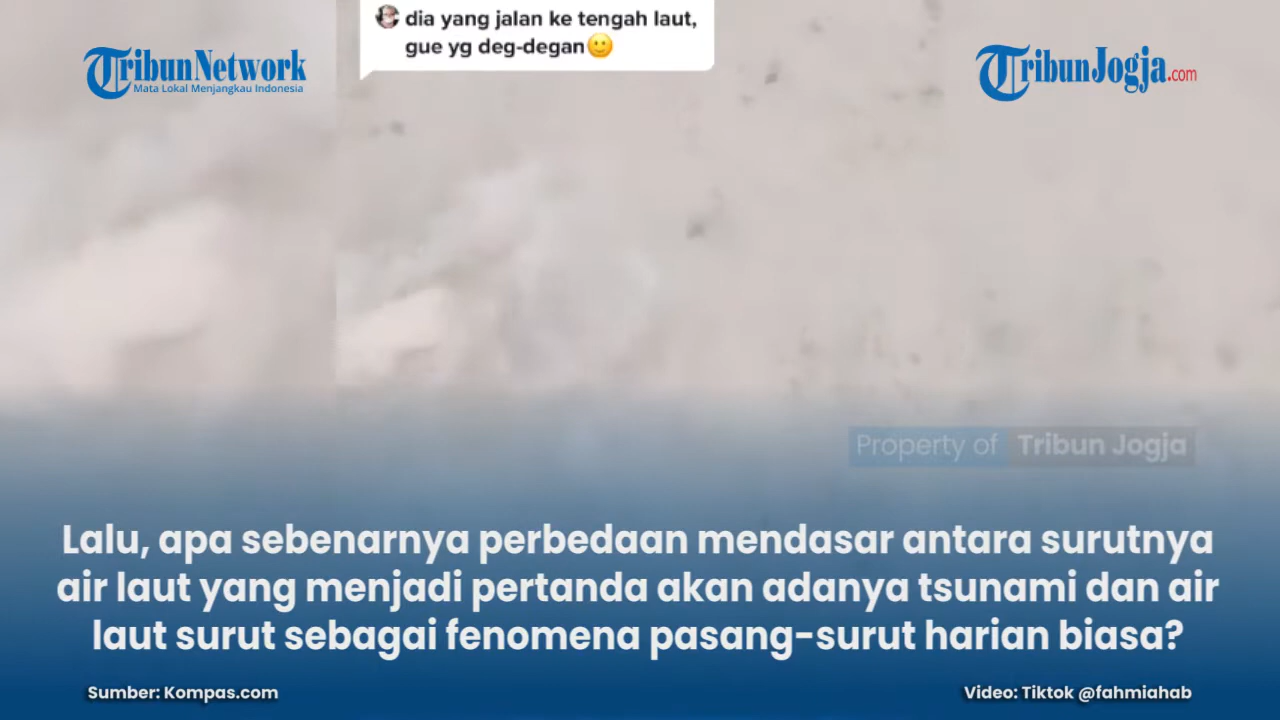 dia yang jalan ke tengah laut,
gue yg deg-degan🙂
TribunNetwork
Mata Lokal Menjangkau Indonesia
TribunJogja.com
Property of Tribun Jogja
Lalu, apa sebenarnya perbedaan mendasar antara surutnya
air laut yang menjadi pertanda akan adanya tsunami dan air
laut surut sebagai fenomena pasang-surut harian biasa?
Sumber: Kompas.com
Video: Tiktok @fahmiahab